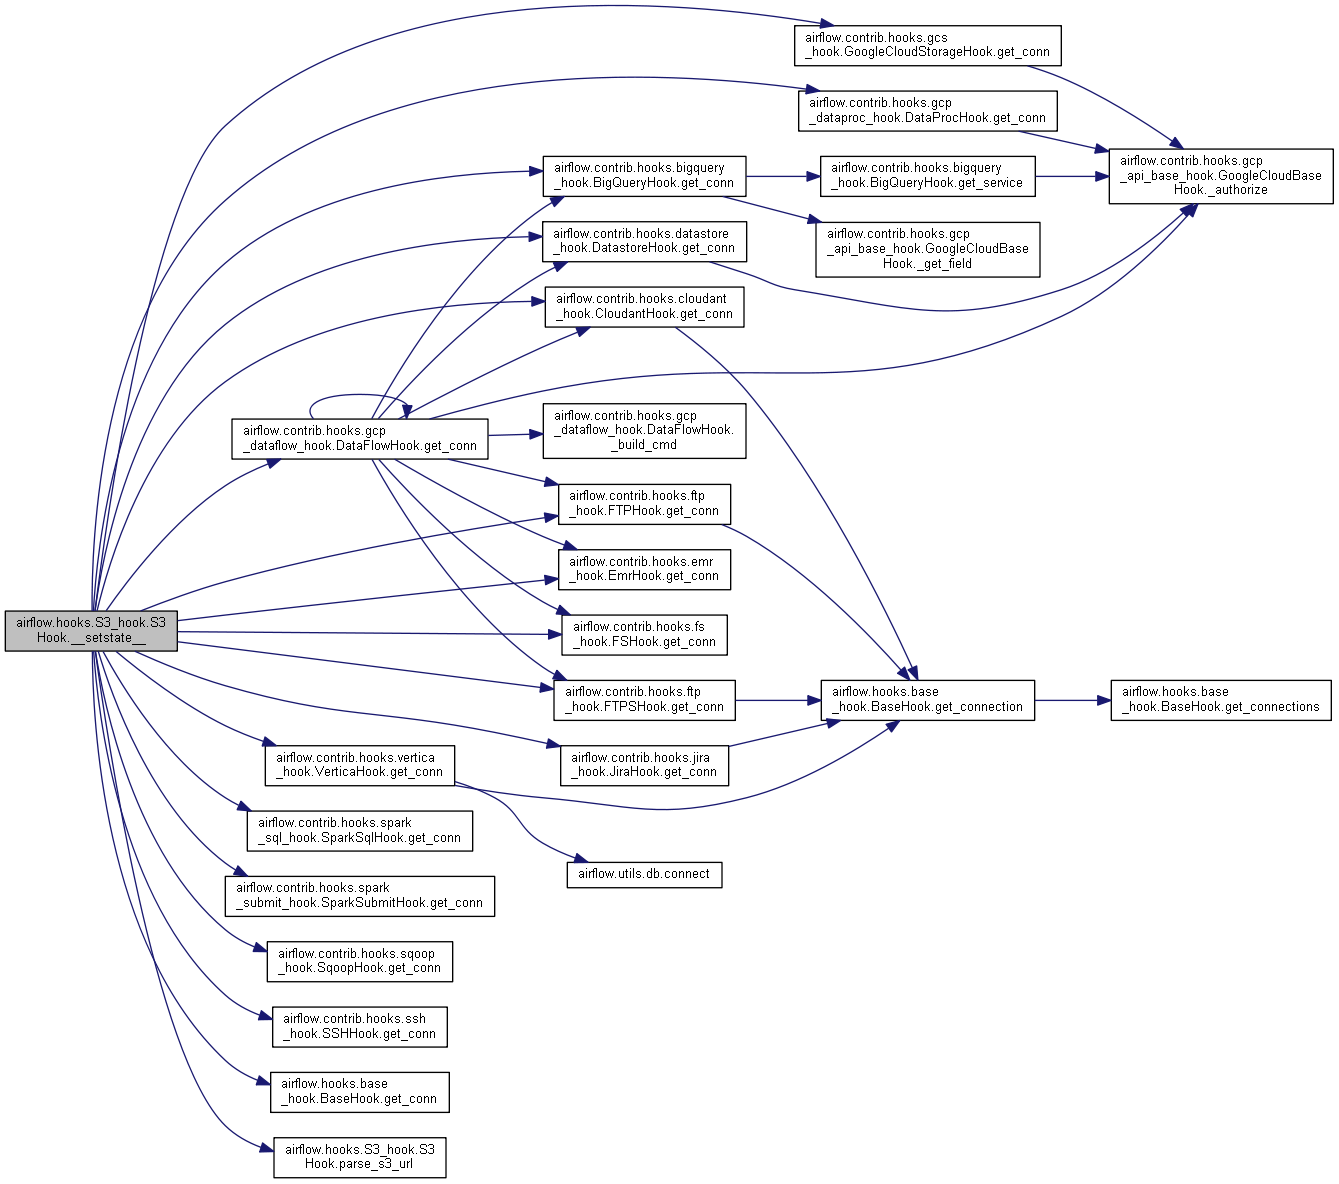 airflow.contrib.hooks.gcs
_hook.GoogleCloudStorageHook.get_conn
airflow.contrib.hooks.gcp
_dataproc_hook.DataProcHook.get_conn
airflow.contrib.hooks.bigquery
_hook.BigQueryHook.get_conn
airflow.contrib.hooks.bigquery
_hook.BigQueryHook.get_service
airflow.contrib.hooks.gcp
_api_base_hook.GoogleCloudBase
Hook._authorize
airflow.contrib.hooks.datastore
_hook.DatastoreHook.get_conn
airflow.contrib.hooks.gcp
_api_base_hook.GoogleCloudBase
Hook._get_field
airflow.contrib.hooks.cloudant
_hook.CloudantHook.get_conn
airflow.contrib.hooks.gcp
_dataflow_hook.DataFlowHook.get_conn
airflow.contrib.hooks.gcp
_dataflow_hook.DataFlowHook.
_build_cmd
airflow.contrib.hooks.ftp
_hook.FTPHook.get_conn
airflow.contrib.hooks.emr
_hook.EmrHook.get_conn
airflow.hooks.S3_hook.S3
Hook.__setstate__
airflow.contrib.hooks.fs
_hook.FSHook.get_conn
airflow.contrib.hooks.ftp
_hook.FTPSHook.get_conn
airflow.hooks.base
_hook.BaseHook.get_connection
airflow.hooks.base
_hook.BaseHook.get_connections
airflow.contrib.hooks.vertica
_hook.VerticaHook.get_conn
airflow.contrib.hooks.jira
_hook.JiraHook.get_conn
airflow.contrib.hooks.spark
_sql_hook.SparkSqlHook.get_conn
airflow.utils.db.connect
airflow.contrib.hooks.spark
_submit_hook.SparkSubmitHook.get_conn
airflow.contrib.hooks.sqoop
_hook.SqoopHook.get_conn
airflow.contrib.hooks.ssh
_hook.SSHHook.get_conn
airflow.hooks.base
_hook.BaseHook.get_conn
airflow.hooks.S3_hook.S3
Hook.parse_s3_url